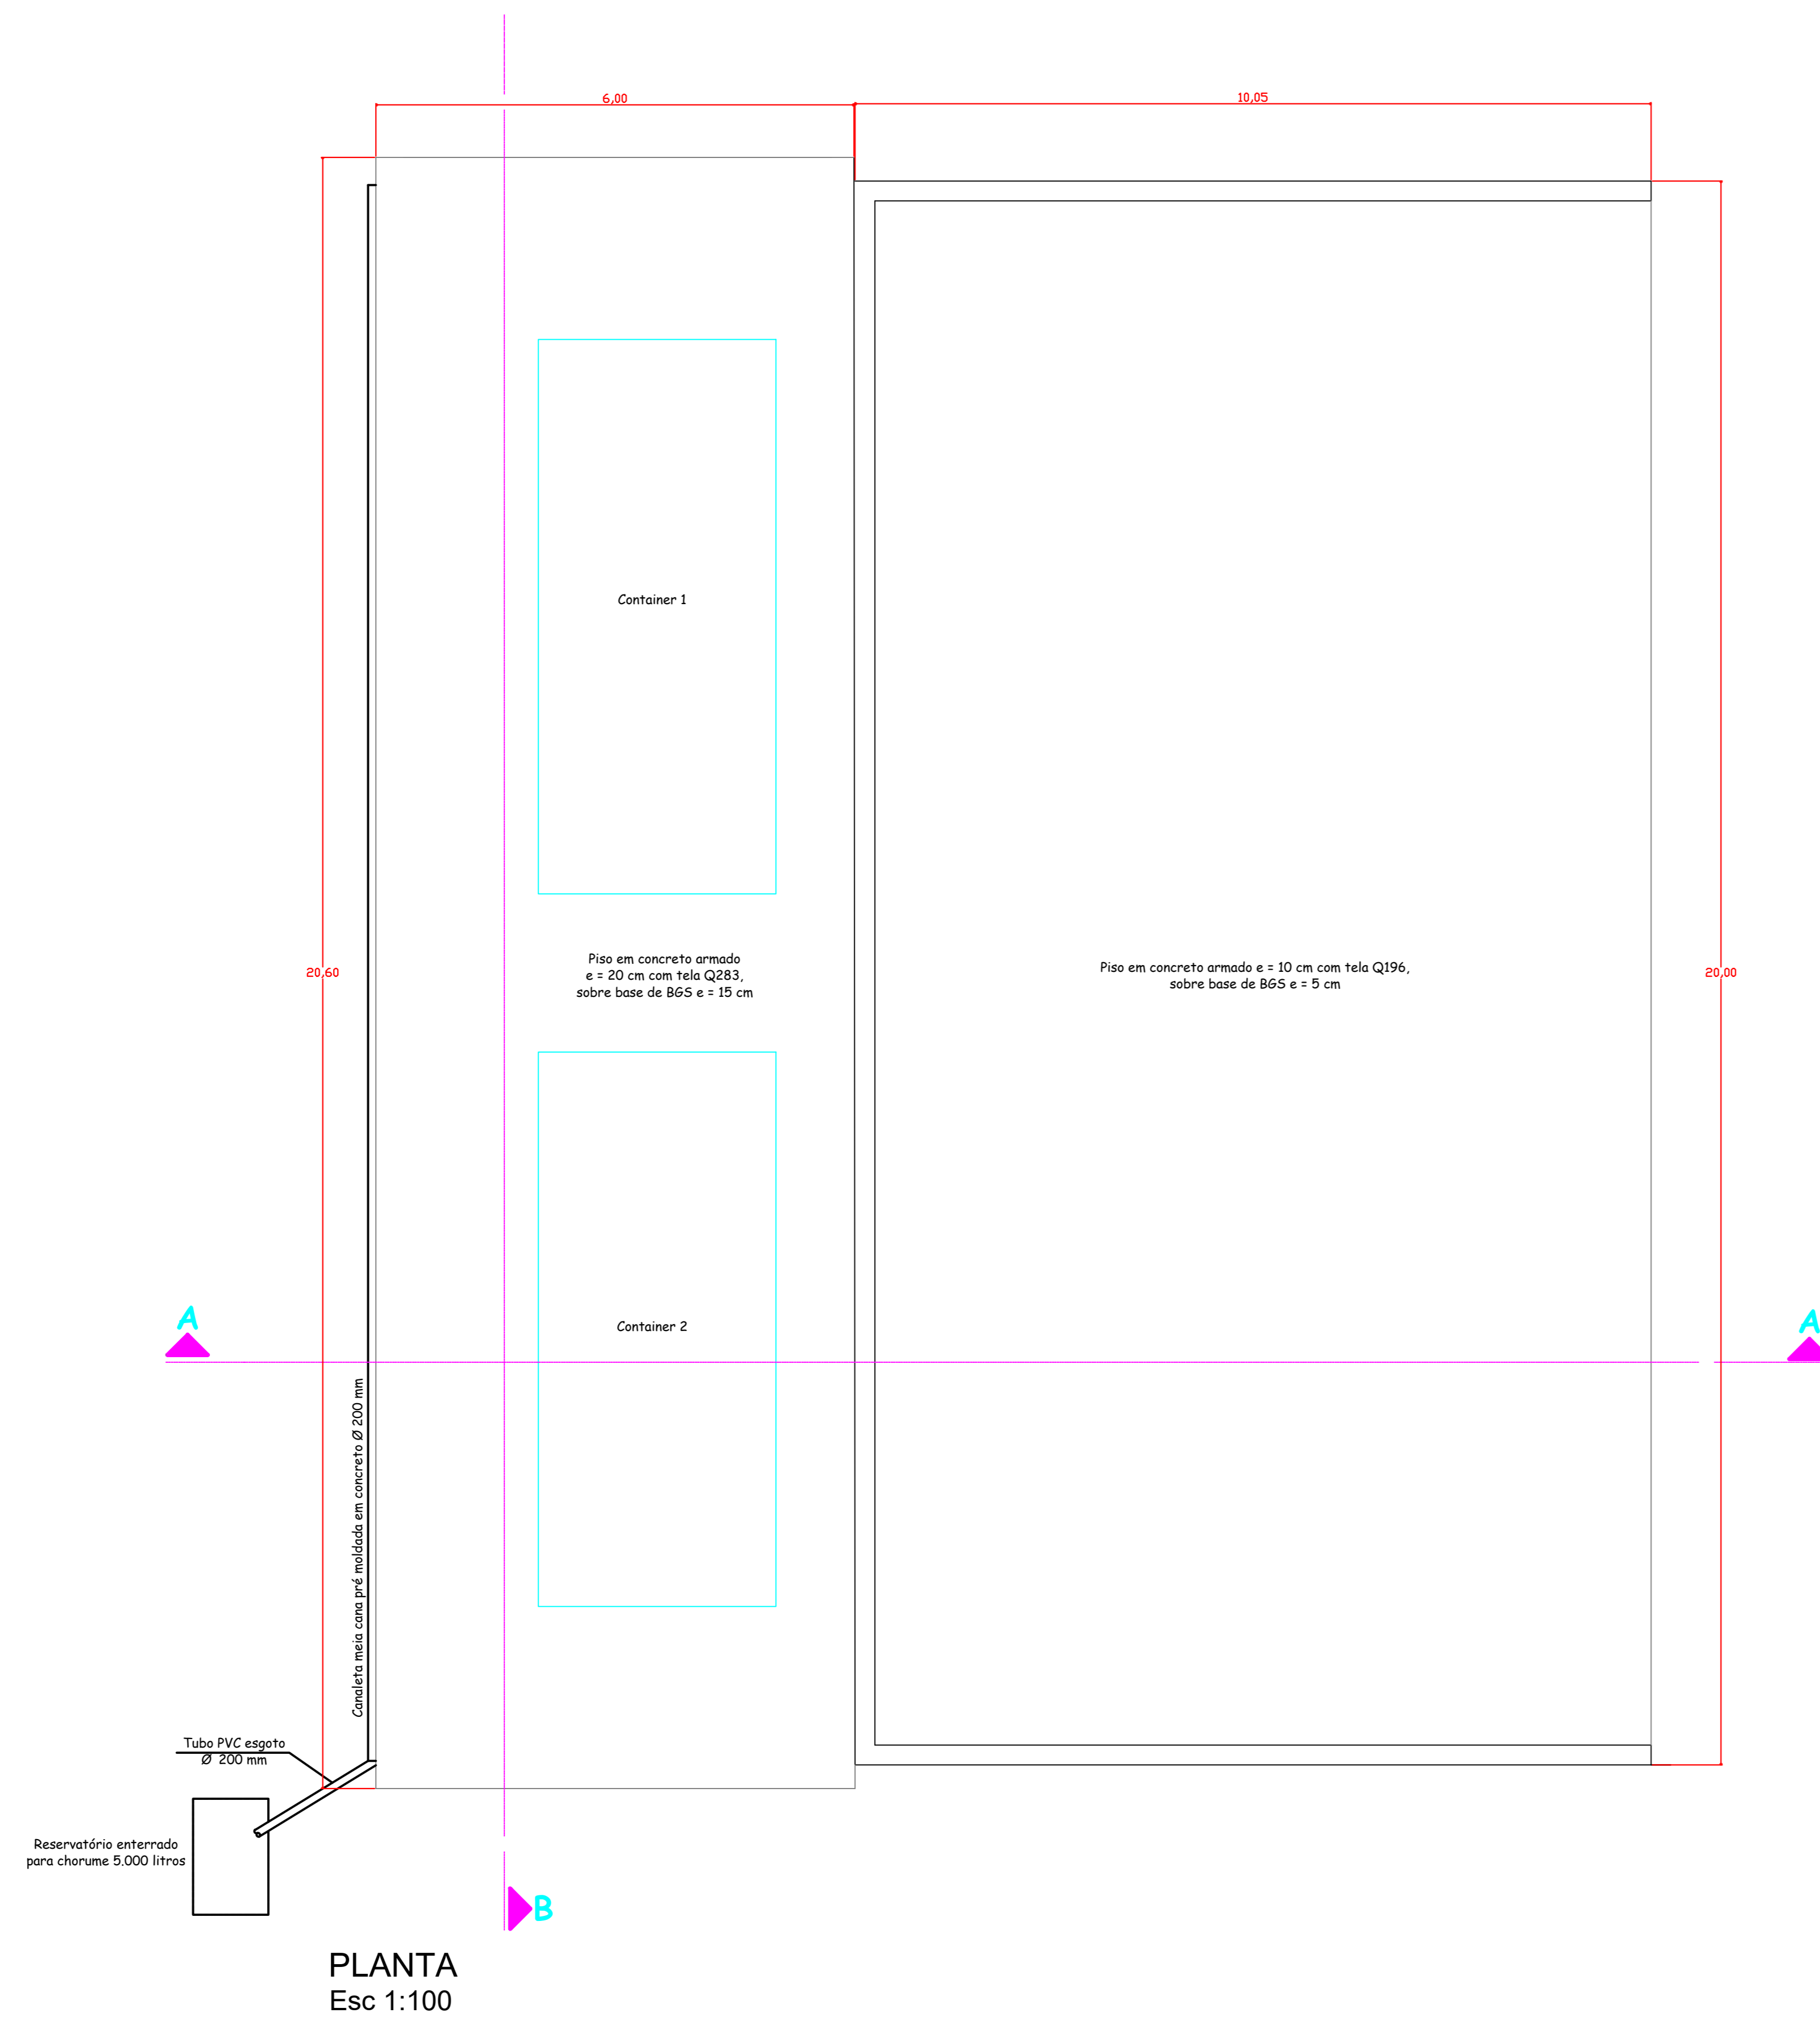 6,00
10,05
Container 1
Piso em concreto armado
e = 20 cm com tela Q283,
sobre base de BGS e = 15 cm
Piso em concreto armado e = 10 cm com tela Q196,
sobre base de BGS e = 5 cm
20,60
20,00
A
A
Container 2
Canaleta meia cana pré moldada em concreto Ø 200 mm
Tubo PVC esgoto
Ø 200 mm
Reservatório enterrado
para chorume 5.000 litros
B
PLANTA
Esc 1:100